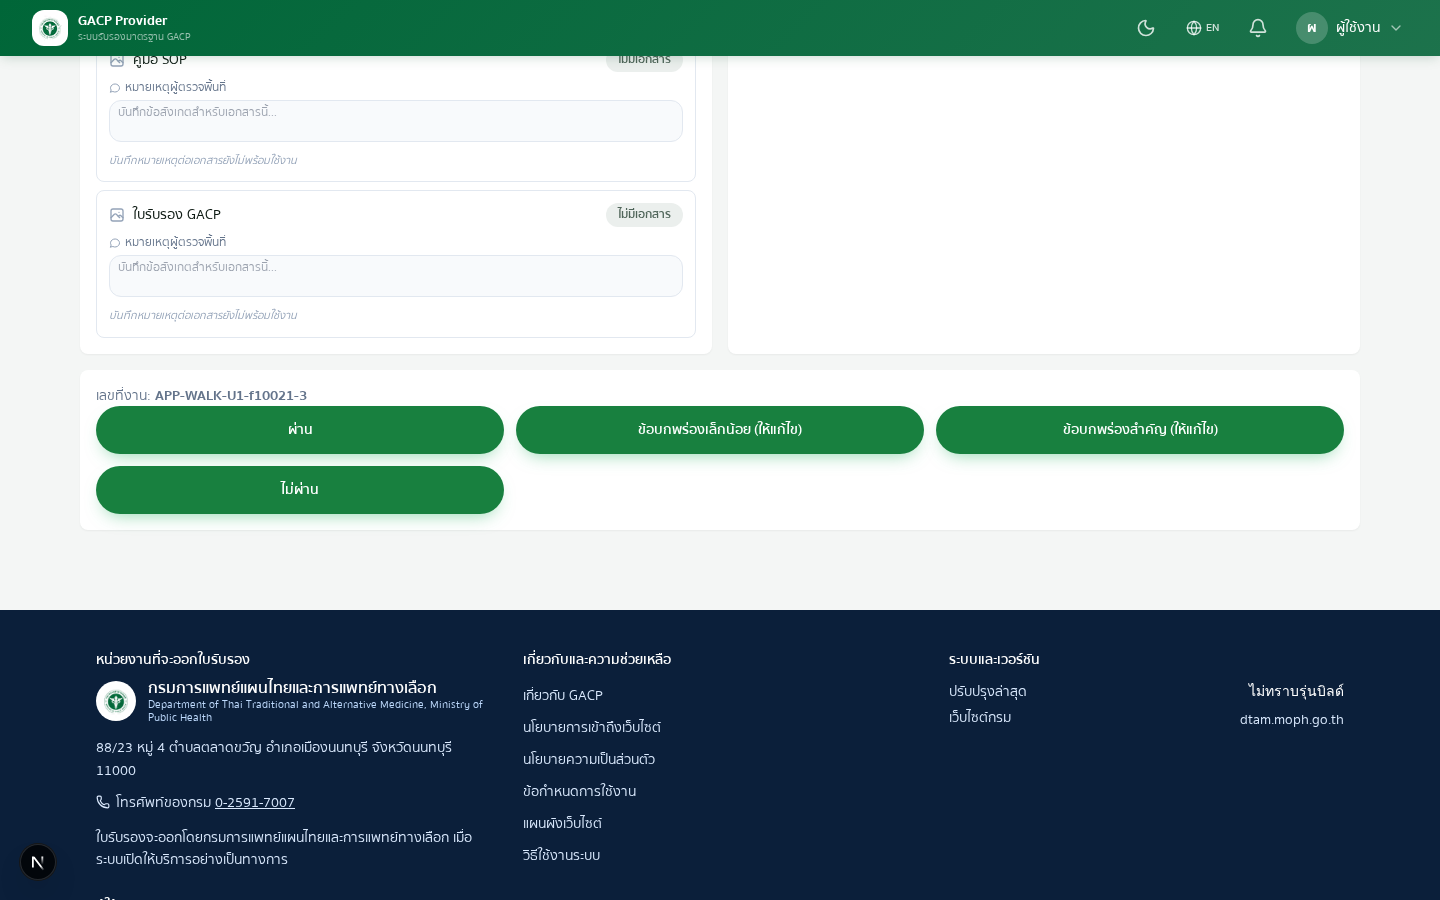 GACP Provider
ระบบรับรองมาตรฐาน GACP
EN
ผ
ผู้ใช้งาน
คู่มือ SOP
ไม่มีเอกสาร
หมายเหตุผู้ตรวจพื้นที่
บันทึกข้อสังเกตสำหรับเอกสารนี้...
บันทึกหมายเหตุต่อเอกสารยังไม่พร้อมใช้งาน
ใบรับรอง GACP
ไม่มีเอกสาร
หมายเหตุผู้ตรวจพื้นที่
บันทึกข้อสังเกตสำหรับเอกสารนี้...
บันทึกหมายเหตุต่อเอกสารยังไม่พร้อมใช้งาน
เลขที่งาน: APP-WALK-U1-f10021-3
ผ่าน
ข้อบกพร่องเล็กน้อย (ให้แก้ไข)
ข้อบกพร่องสำคัญ (ให้แก้ไข)
ไม่ผ่าน
หน่วยงานที่จะออกใบรับรอง
กรมการแพทย์แผนไทยและการแพทย์ทางเลือก
Department of Thai Traditional and Alternative Medicine, Ministry of
Public Health
88/23 หมู่ 4 ตำบลตลาดขวัญ อำเภอเมืองนนทบุรี จังหวัดนนทบุรี
11000
โทรศัพท์ของกรม 0-2591-7007
ใบรับรองจะออกโดยกรมการแพทย์แผนไทยและการแพทย์ทางเลือก เมื่อ
ระบบเปิดให้บริการอย่างเป็นทางการ
เกี่ยวกับและความช่วยเหลือ
เกี่ยวกับ GACP
นโยบายการเข้าถึงเว็บไซต์
นโยบายความเป็นส่วนตัว
ข้อกำหนดการใช้งาน
แผนผังเว็บไซต์
วิธีใช้งานระบบ
ระบบและเวอร์ชัน
ปรับปรุงล่าสุด
ไม่ทราบรุ่นบิลด์
เว็บไซต์กรม
dtam.moph.go.th